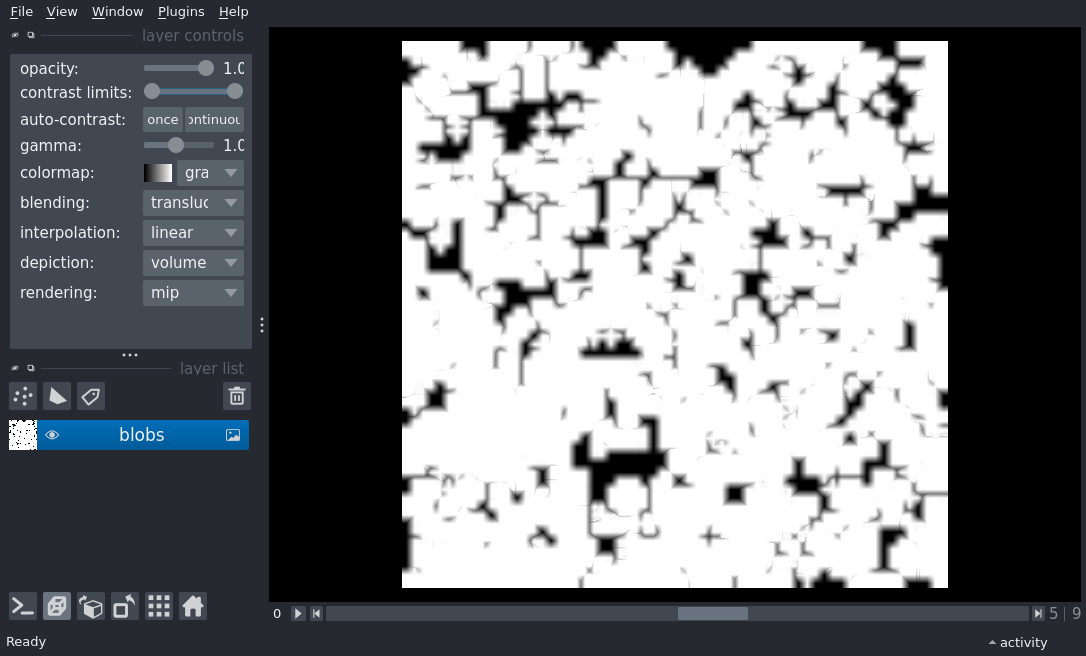 File View Window Plugins Help
layer controls
opacity: 1.0
contrast limits:
auto-contrast: once ontinuou
gamma: 1.0
colormap: gra
blending: transluc
interpolation: linear
depiction: volume
rendering: mip
layer list
blobs
0 5 | 9
Ready activity